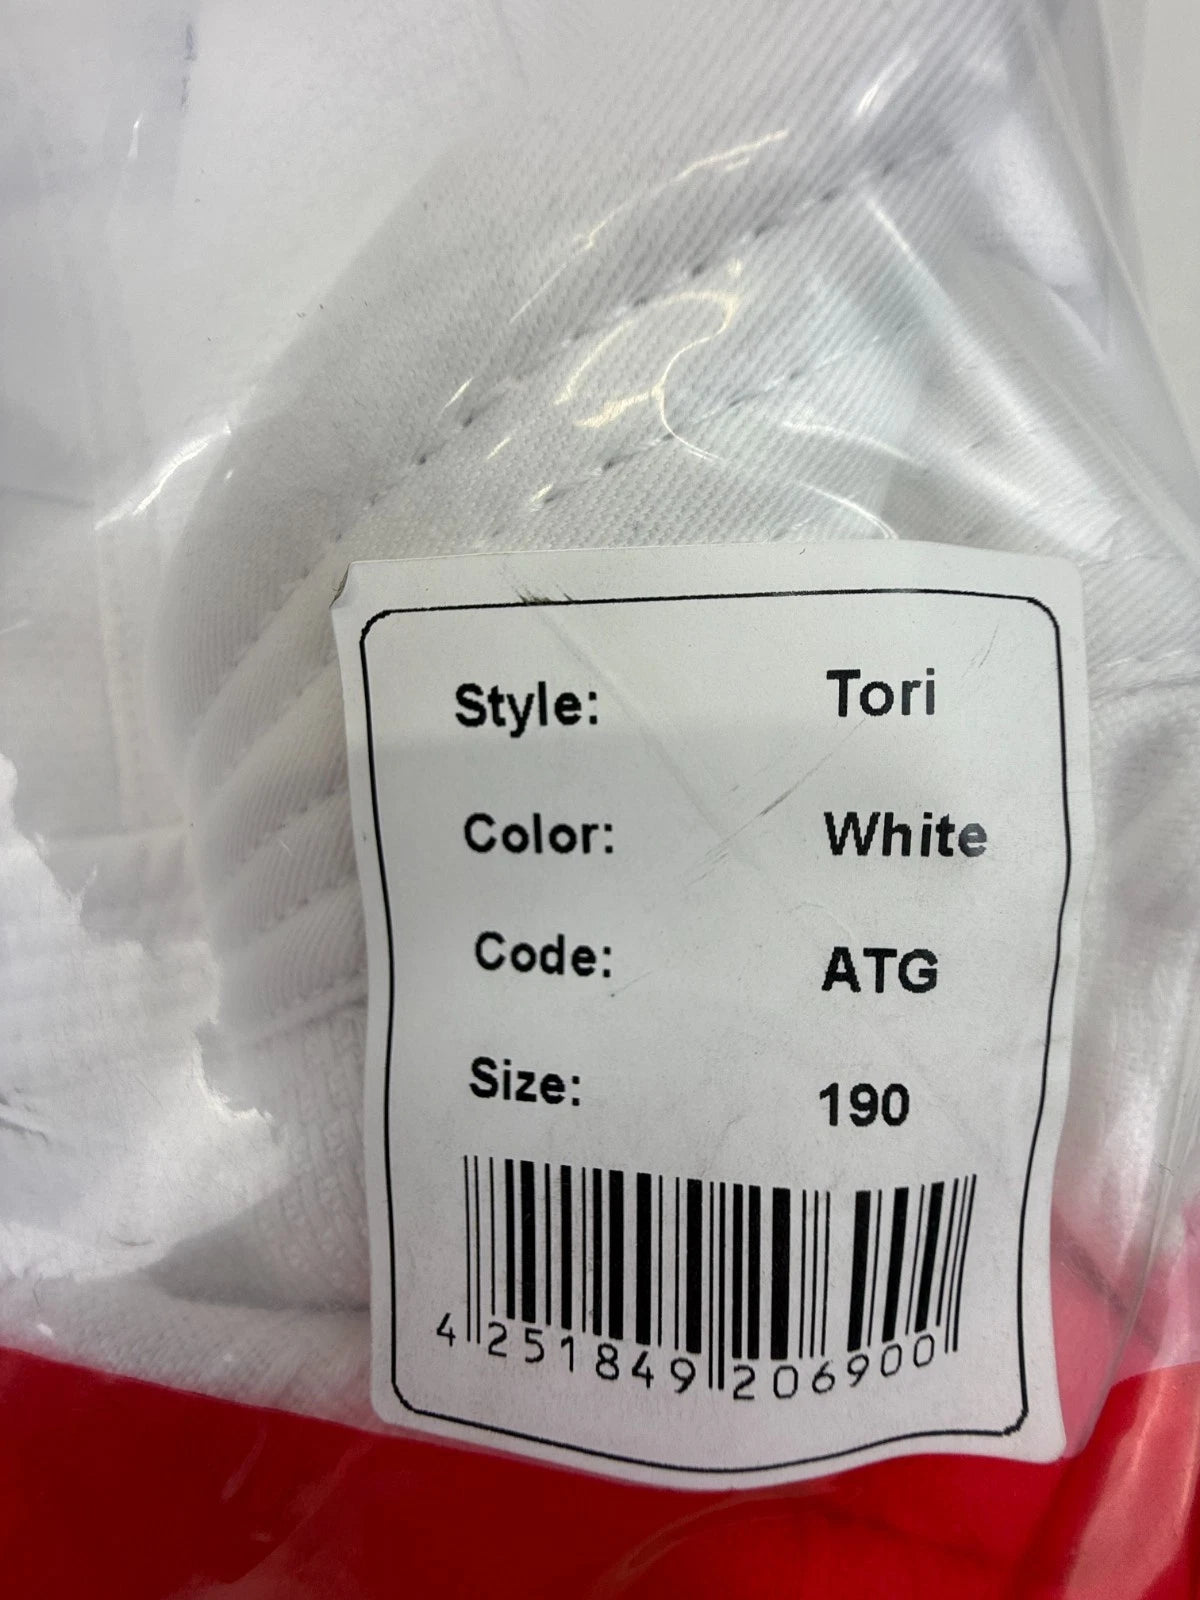 Style: Tori
Color: White
Code: ATG
Size: 190
4 251849 206900